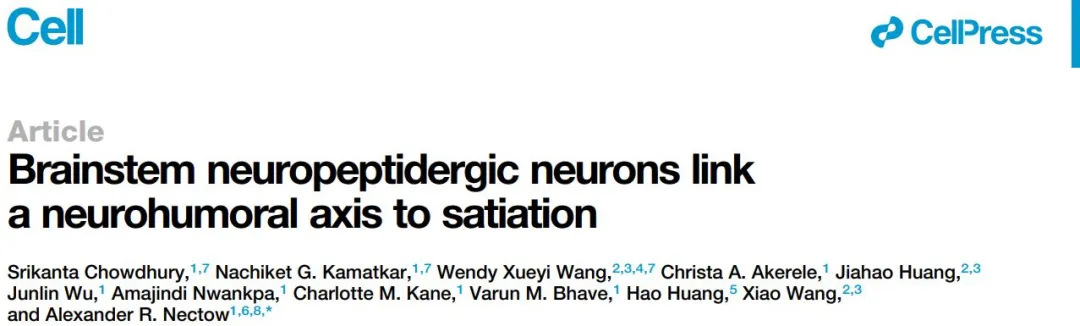 Cell
CellPress
Article
Brainstem neuropeptidergic neurons link
a neurohumoral axis to satiation
Srikanta Chowdhury,1,7 Nachiket G. Kamatkar,1,7 Wendy Xueyi Wang,2,3,4,7 Christa A. Akerele,1 Jiahao Huang,2,3
Junlin Wu,1 Amajindi Nwankpa,1 Charlotte M. Kane,1 Varun M. Bhave,1 Hao Huang,5 Xiao Wang,2,3
and Alexander R. Nectow1,6,8,*